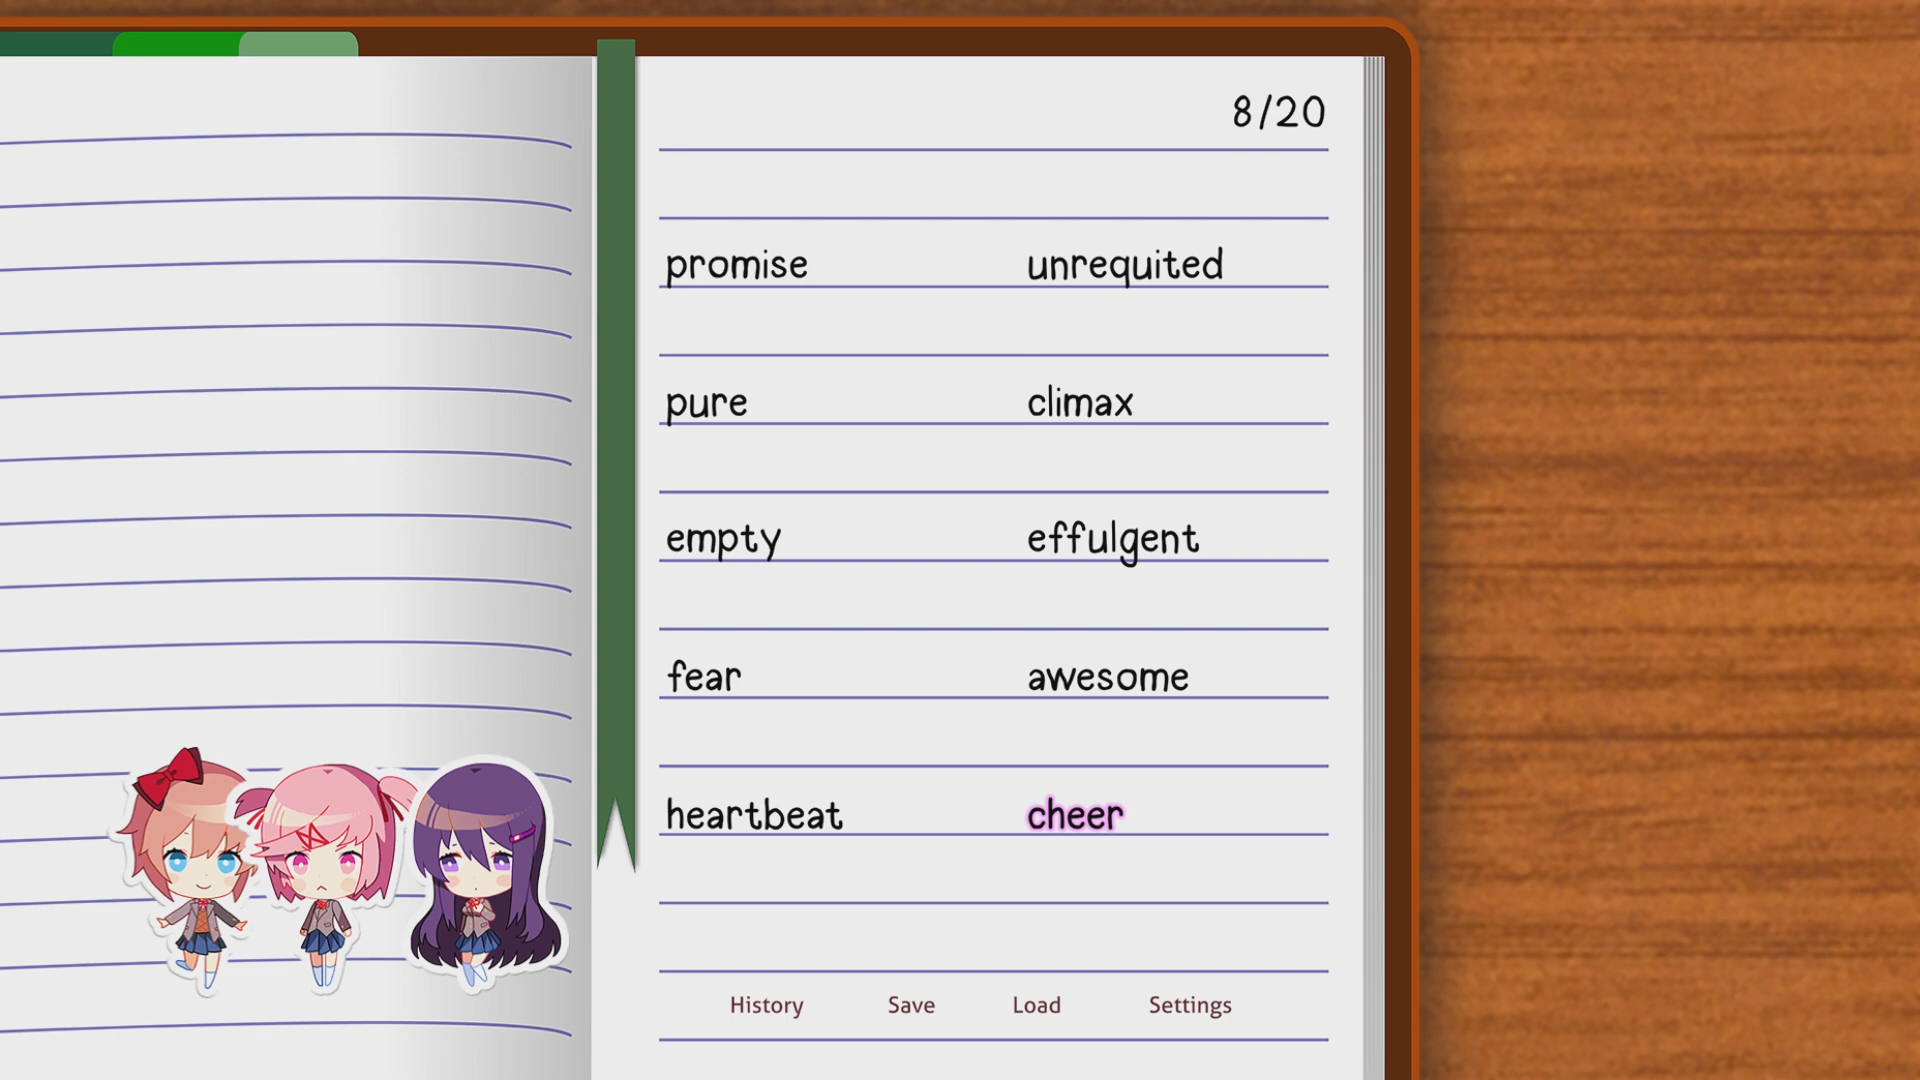 8/20
promise unrequited
pure climax
empty effulgent
fear awesome
heartbeat cheer
History Save Load Settings